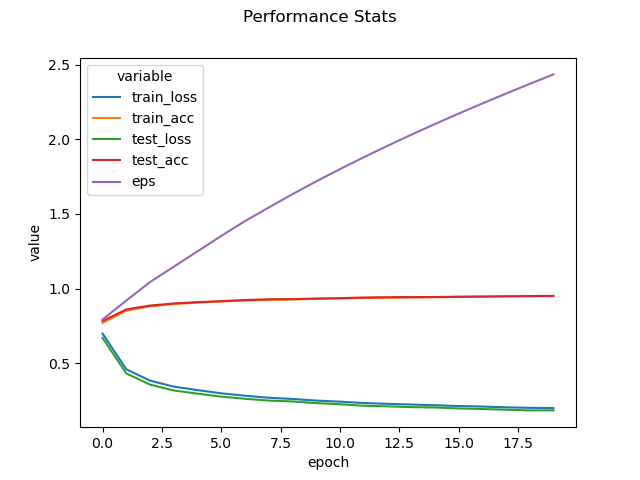 Performance Stats
2.5
2.0
1.5
1.0
0.5
value
variable
train_loss
train_acc
test_loss
test_acc
eps
0.0 2.5 5.0 7.5 10.0 12.5 15.0 17.5
epoch